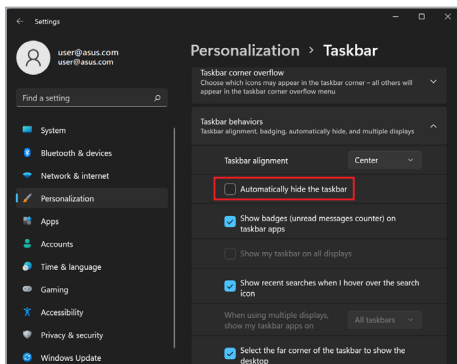 Settings
user@asus.com
user@asus.com
Find a setting
System
Bluetooth & devices
Network & internet
Personalization
Apps
Accounts
Time & language
Gaming
Accessibility
Privacy & security
Windows Update
Personalization > Taskbar
Taskbar corner overflow
Choose which icons may appear in the taskbar corner – all others will
appear in the taskbar corner overflow menu
Taskbar behaviors
Taskbar alignment, badging, automatically hide, and multiple displays
Taskbar alignment Center
Automatically hide the taskbar
Show badges (unread messages counter) on
taskbar apps
Show my taskbar on all displays
Show recent searches when I hover over the search
icon
When using multiple displays,
show my taskbar apps on All taskbars
Select the far corner of the taskbar to show the
desktop